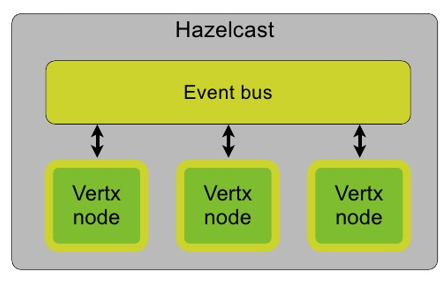 Hazelcast
Event bus
Vertx Vertx Vertx
node node node